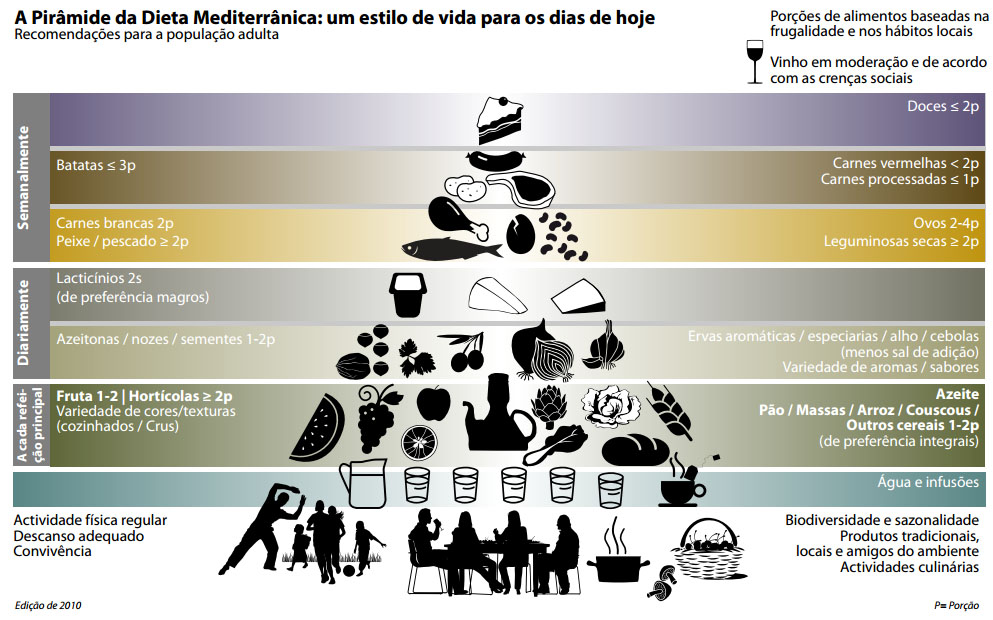 A Pirâmide da Dieta Mediterrânica: um estilo de vida para os dias de hoje
Recomendações para a população adulta
Porções de alimentos baseadas na
frugalidade e nos hábitos locais
Vinho em moderação e de acordo
com as crenças sociais
Semanalmente
Doces ≤ 2p
Batatas ≤ 3p
Carnes vermelhas < 2p
Carnes processadas ≤ 1p
Carnes brancas 2p
Peixe / pescado ≥ 2p
Ovos 2-4p
Leguminosas secas ≥ 2p
Diariamente
Lacticínios 2s
(de preferência magros)
Azeitonas / nozes / sementes 1-2p
Ervas aromáticas / especiarias / alho / cebolas
(menos sal de adição)
Variedade de aromas / sabores
A cada refei-
ção principal
Fruta 1-2 | Hortícolas ≥ 2p
Variedade de cores/texturas
(cozinhados / Crus)
Azeite
Pão / Massas / Arroz / Couscous /
Outros cereais 1-2p
(de preferência integrais)
Água e infusões
Actividade física regular
Descanso adequado
Convivência
Biodiversidade e sazonalidade
Produtos tradicionais,
locais e amigos do ambiente
Actividades culinárias
Edição de 2010
P= Porção